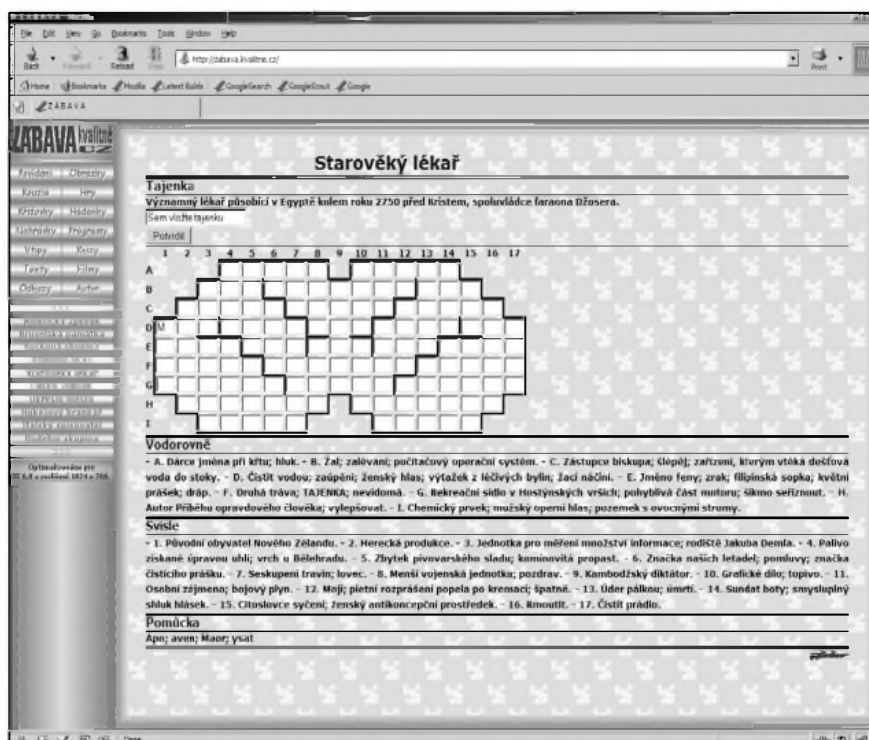 File Edit View Go Bookmarks Tools Window Help
Back Reload http://zabava.kvalitne.cz/ Print
Home Bookmarks Mozilla Latest Builds GoogleSearch GoogleScout Google
ZÁBAVA
ZÁBAVA kvalitně CZ
Povídání Obrázky
Kouzla Hry
Křížovky Hádanky
Nahrávky Programy
Vtipy Kvízy
Texty Filmy
Odkazy Autor
Optimalizováno pro
IE 6.0 a rozlišení 1024 x 768.
Starověký lékař
Tajenka
Významný lékař působící v Egyptě kolem roku 2750 před Kristem, spoluvládce faraona Džosera.
Sem vložte tajenku
Potvrdit
1 2 3 4 5 6 7 8 9 10 11 12 13 14 15 16 17
A
B
C
D M
E
F
G
H
I
Vodorovně
- A. Dárce jména při křtu; hluk. - B. Žal; zalévání; počítačový operační systém. - C. Zástupce biskupa; šlépěj; zařízení, kterým vtéká dešťová
voda do stoky. - D. Čistit vodou; zaúpění; ženský hlas; výtažek z léčivých bylin; žací náčiní. - E. Jméno feny; zrak; filipínská sopka; květní
prášek; dráp. - F. Druhá tráva; TAJENKA; nevidomá. - G. Rekreační sídlo v Hostýnských vrších; pohyblivá část motoru; šikmo seříznout. - H.
Autor Příběhu opravdového člověka; vylepšovat. - I. Chemický prvek; mužský operní hlas; pozemek s ovocnými stromy.
Svisle
- 1. Původní obyvatel Nového Zélandu. - 2. Herecká produkce. - 3. Jednotka pro měření množství informace; rodiště Jakuba Demla. - 4. Palivo
získané úpravou uhlí; vrch u Bělehradu. - 5. Zbytek pivovarského sladu; komínovitá propast. - 6. Značka našich letadel; pomluvy; značka
čisticího prášku. - 7. Seskupení travin; lovec. - 8. Menší vojenská jednotka; pozdrav. - 9. Kambodžský diktátor. - 10. Grafické dílo; topivo. - 11.
Osobní zájmeno; bojový plyn. - 12. Moji; pietní rozprášení popela po kremaci; špatně. - 13. Úder pálkou; úmrtí. - 14. Sundat boty; smysluplný
shluk hlásek. - 15. Citoslovce syčení; ženský antikoncepční prostředek. - 16. Rmoutit. - 17. Čistit prádlo.
Pomůcka
Apo; aven; Maor; ysat